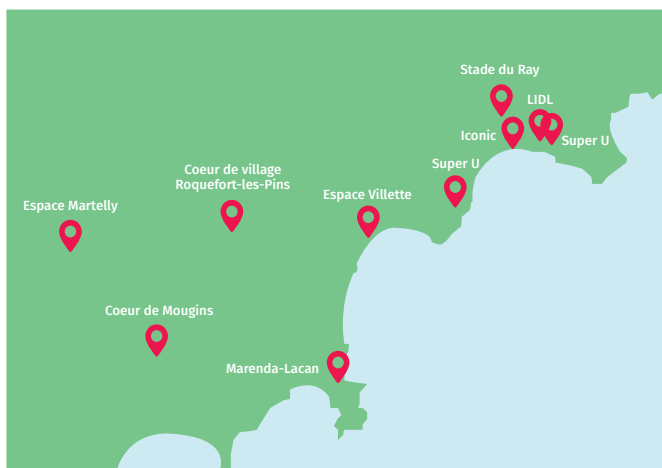 Stade du Ray
LIDL
Iconic
Super U
Super U
Coeur de village
Roquefort-les-Pins
Espace Villette
Espace Martelly
Coeur de Mougins
Marenda-Lacan